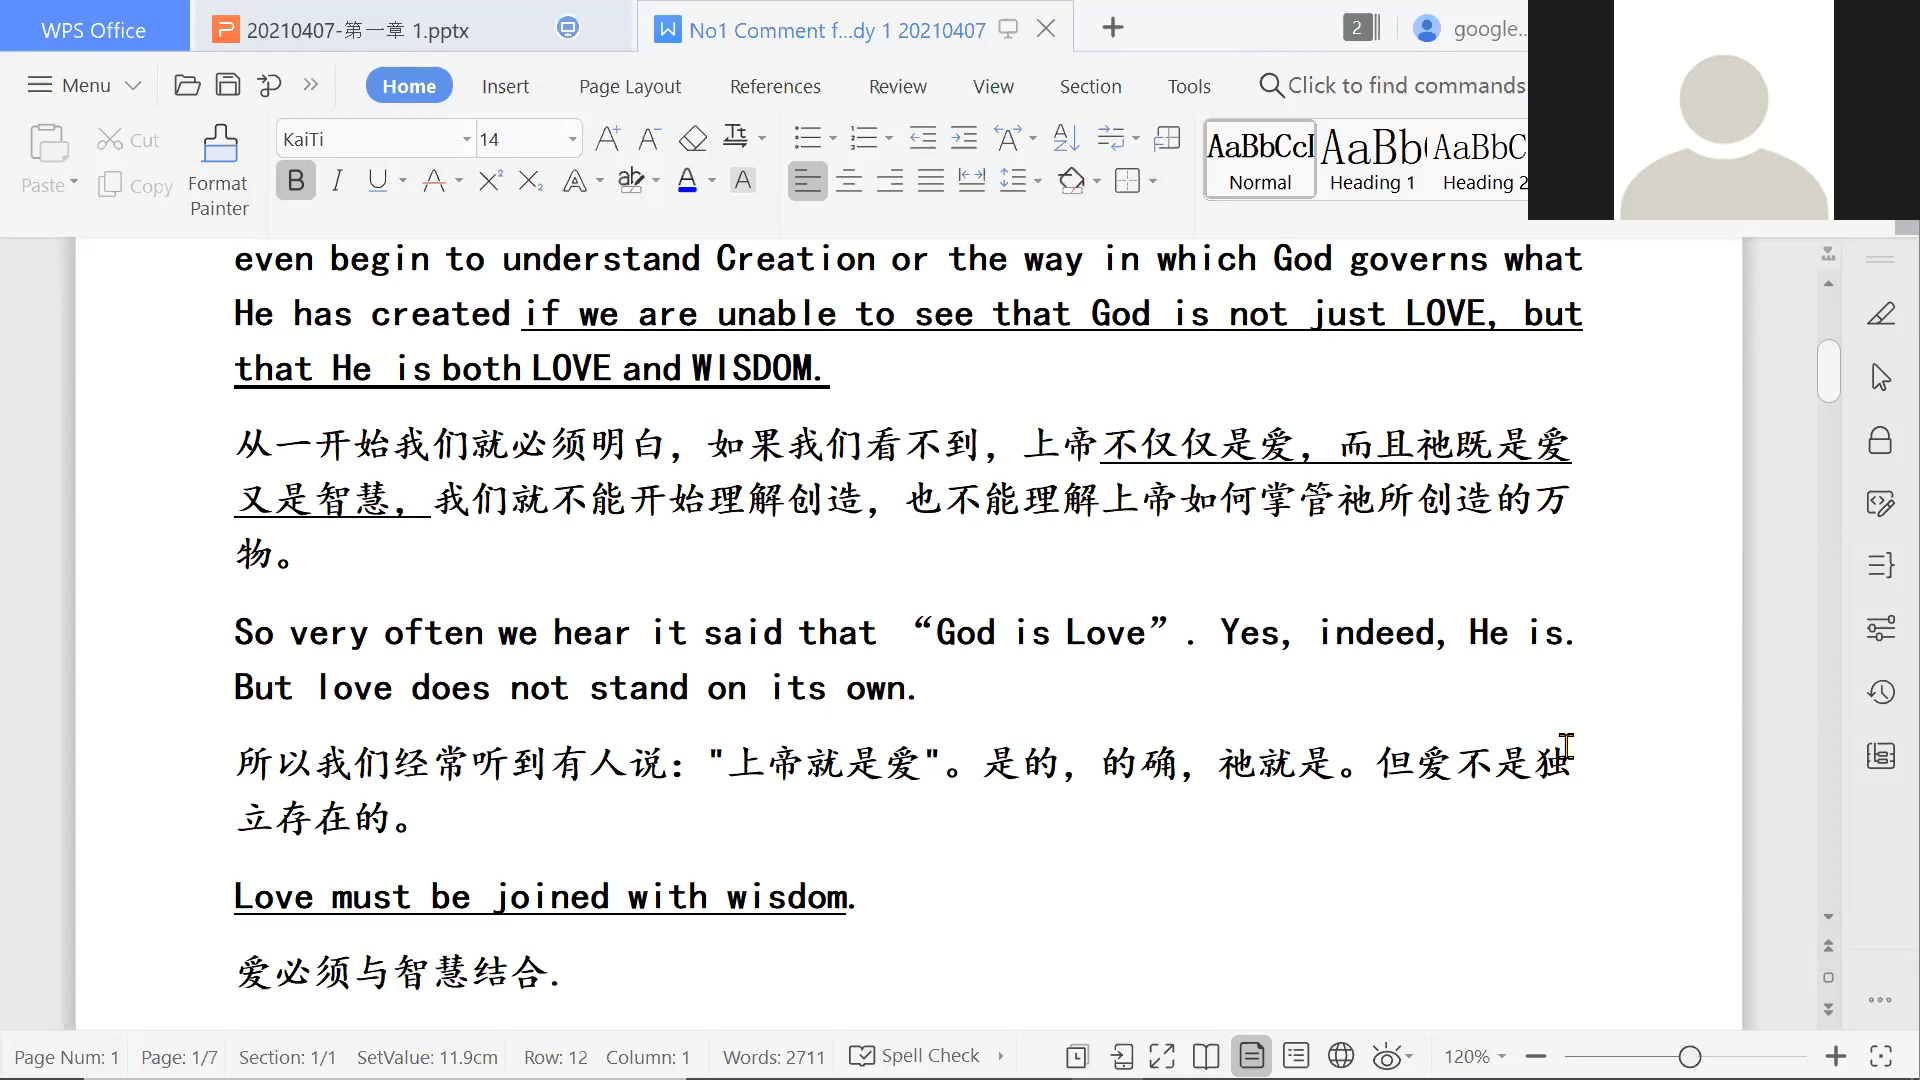 WPS Office
20210407-第一章 1.pptx
No1 Comment f...dy 1 20210407
2
google..
Menu
Home
Insert
Page Layout
References
Review
View
Section
Tools
Click to find commands
Paste
Cut
Copy
Format
Painter
KaiTi
14
AaBbCcI
Normal
AaBb(
Heading 1
AaBbC
Heading 2
even begin to understand Creation or the way in which God governs what
He has created if we are unable to see that God is not just LOVE, but
that He is both LOVE and WISDOM.
从一开始我们就必须明白，如果我们看不到，上帝不仅仅是爱，而且祂既是爱
又是智慧，我们就不能开始理解创造，也不能理解上帝如何掌管祂所创造的万
物。
So very often we hear it said that “God is Love”. Yes, indeed, He is.
But love does not stand on its own.
所以我们经常听到有人说："上帝就是爱"。是的，的确，祂就是。但爱不是独
立存在的。
Love must be joined with wisdom.
爱必须与智慧结合.
Page Num: 1
Page: 1/7
Section: 1/1
SetValue: 11.9cm
Row: 12
Column: 1
Words: 2711
Spell Check
120%